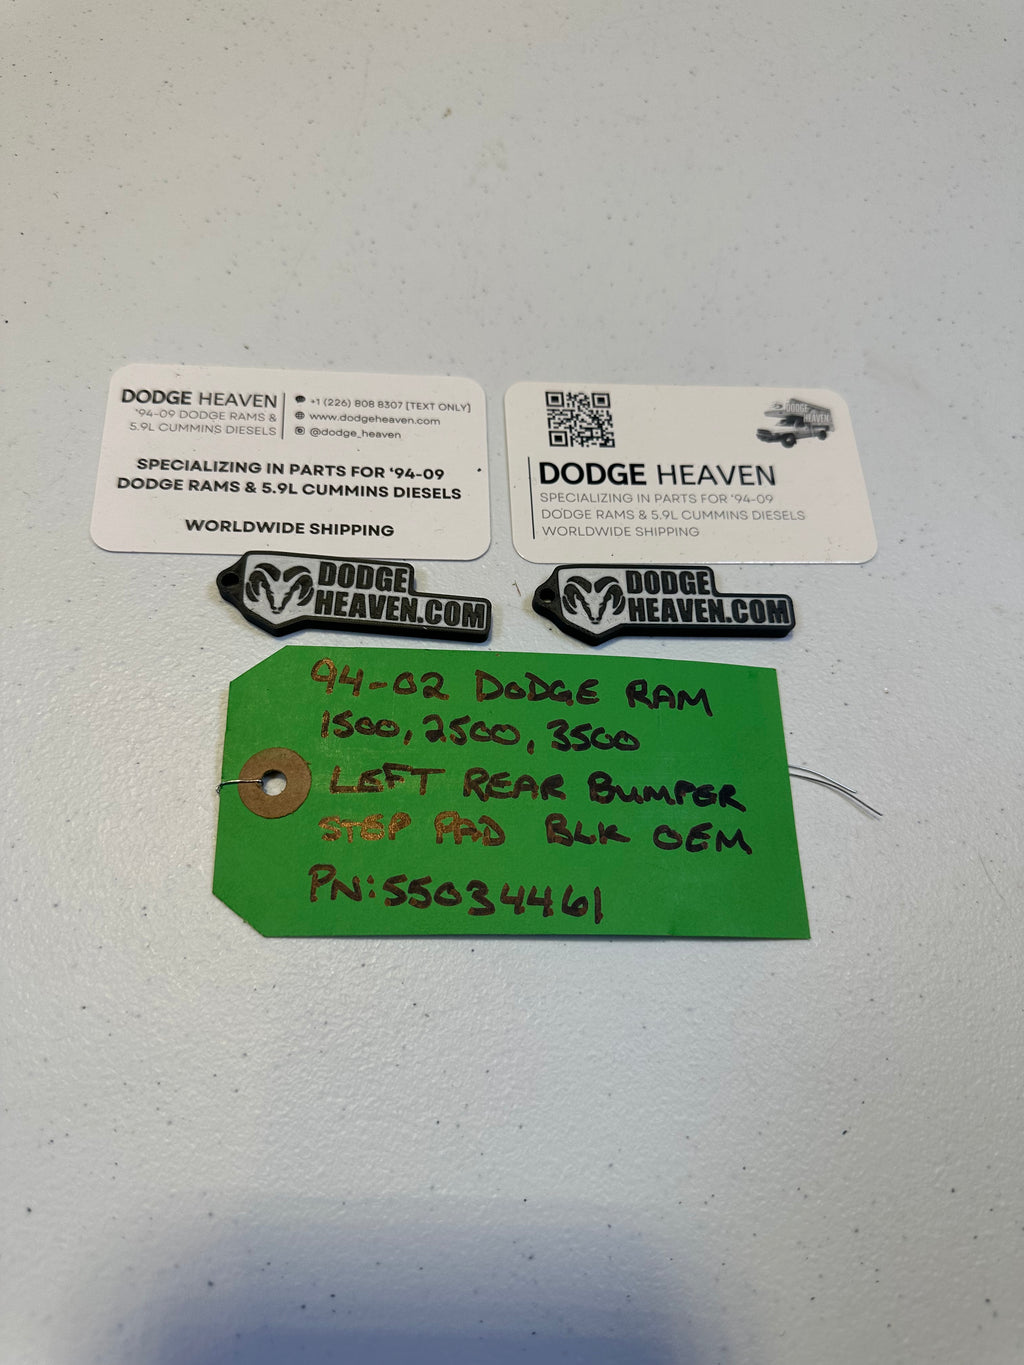 DODGE HEAVEN
'94-09 DODGE RAMS &
5.9L CUMMINS DIESELS
+1 (226) 808 8307 [TEXT ONLY]
www.dodgeheaven.com
@dodge_heaven
SPECIALIZING IN PARTS FOR '94-09
DODGE RAMS & 5.9L CUMMINS DIESELS
WORLDWIDE SHIPPING
DODGE HEAVEN
DODGE HEAVEN
SPECIALIZING IN PARTS FOR '94-09
DODGE RAMS & 5.9L CUMMINS DIESELS
WORLDWIDE SHIPPING
DODGE
HEAVEN.COM
DODGE
HEAVEN.COM
94-02 DODGE RAM
1500, 2500, 3500
LEFT REAR BUMPER
STEP PAD BLK OEM
PN:55034461